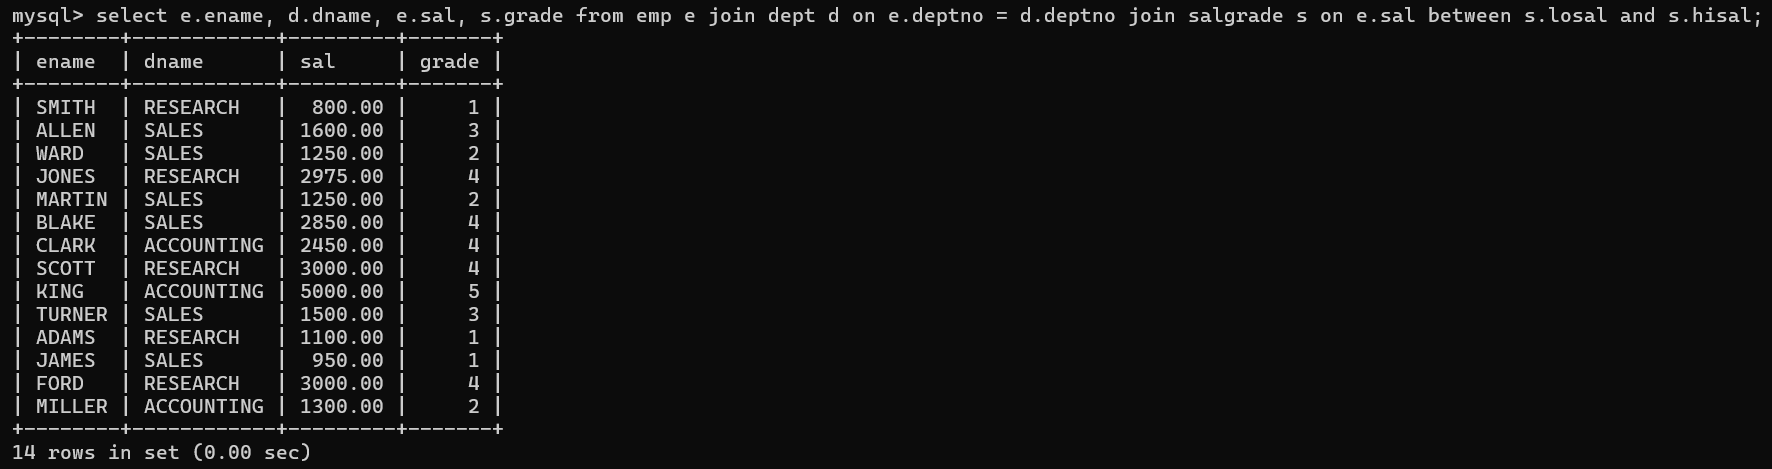 mysql> select e.ename, d.dname, e.sal, s.grade from emp e join dept d on e.deptno = d.deptno join salgrade s on e.sal between s.losal and s.hisal;
+--------+------------+---------+-------+
| ename  | dname      | sal     | grade |
+--------+------------+---------+-------+
| SMITH  | RESEARCH   |  800.00 |     1 |
| ALLEN  | SALES      | 1600.00 |     3 |
| WARD   | SALES      | 1250.00 |     2 |
| JONES  | RESEARCH   | 2975.00 |     4 |
| MARTIN | SALES      | 1250.00 |     2 |
| BLAKE  | SALES      | 2850.00 |     4 |
| CLARK  | ACCOUNTING | 2450.00 |     4 |
| SCOTT  | RESEARCH   | 3000.00 |     4 |
| KING   | ACCOUNTING | 5000.00 |     5 |
| TURNER | SALES      | 1500.00 |     3 |
| ADAMS  | RESEARCH   | 1100.00 |     1 |
| JAMES  | SALES      |  950.00 |     1 |
| FORD   | RESEARCH   | 3000.00 |     4 |
| MILLER | ACCOUNTING | 1300.00 |     2 |
+--------+------------+---------+-------+
14 rows in set (0.00 sec)